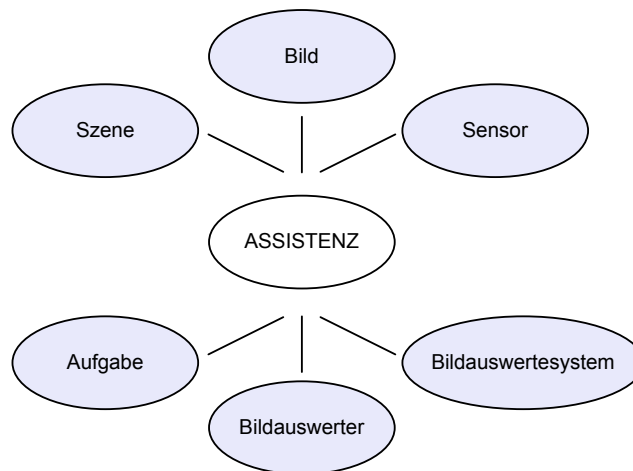 Bild
Szene
Sensor
ASSISTENZ
Aufgabe
Bildauswertesystem
Bildauswerter